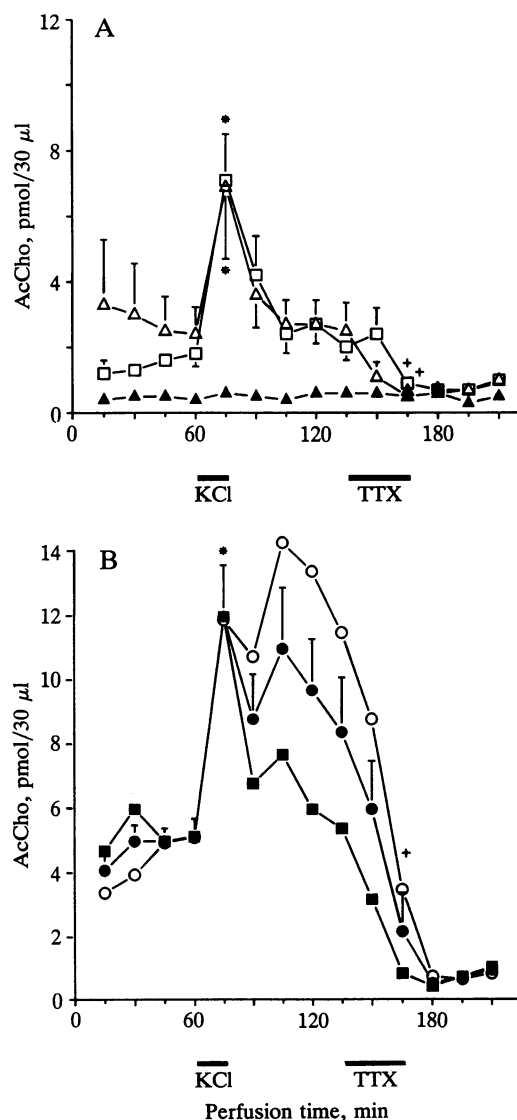 A
12
8
4
0
AcCho, pmol/30 μl
*
*
+ +
0 60 120 180
KCl TTX
B
14
12
10
8
6
4
2
0
AcCho, pmol/30 μl
*
+
0 60 120 180
KCl TTX
Perfusion time, min